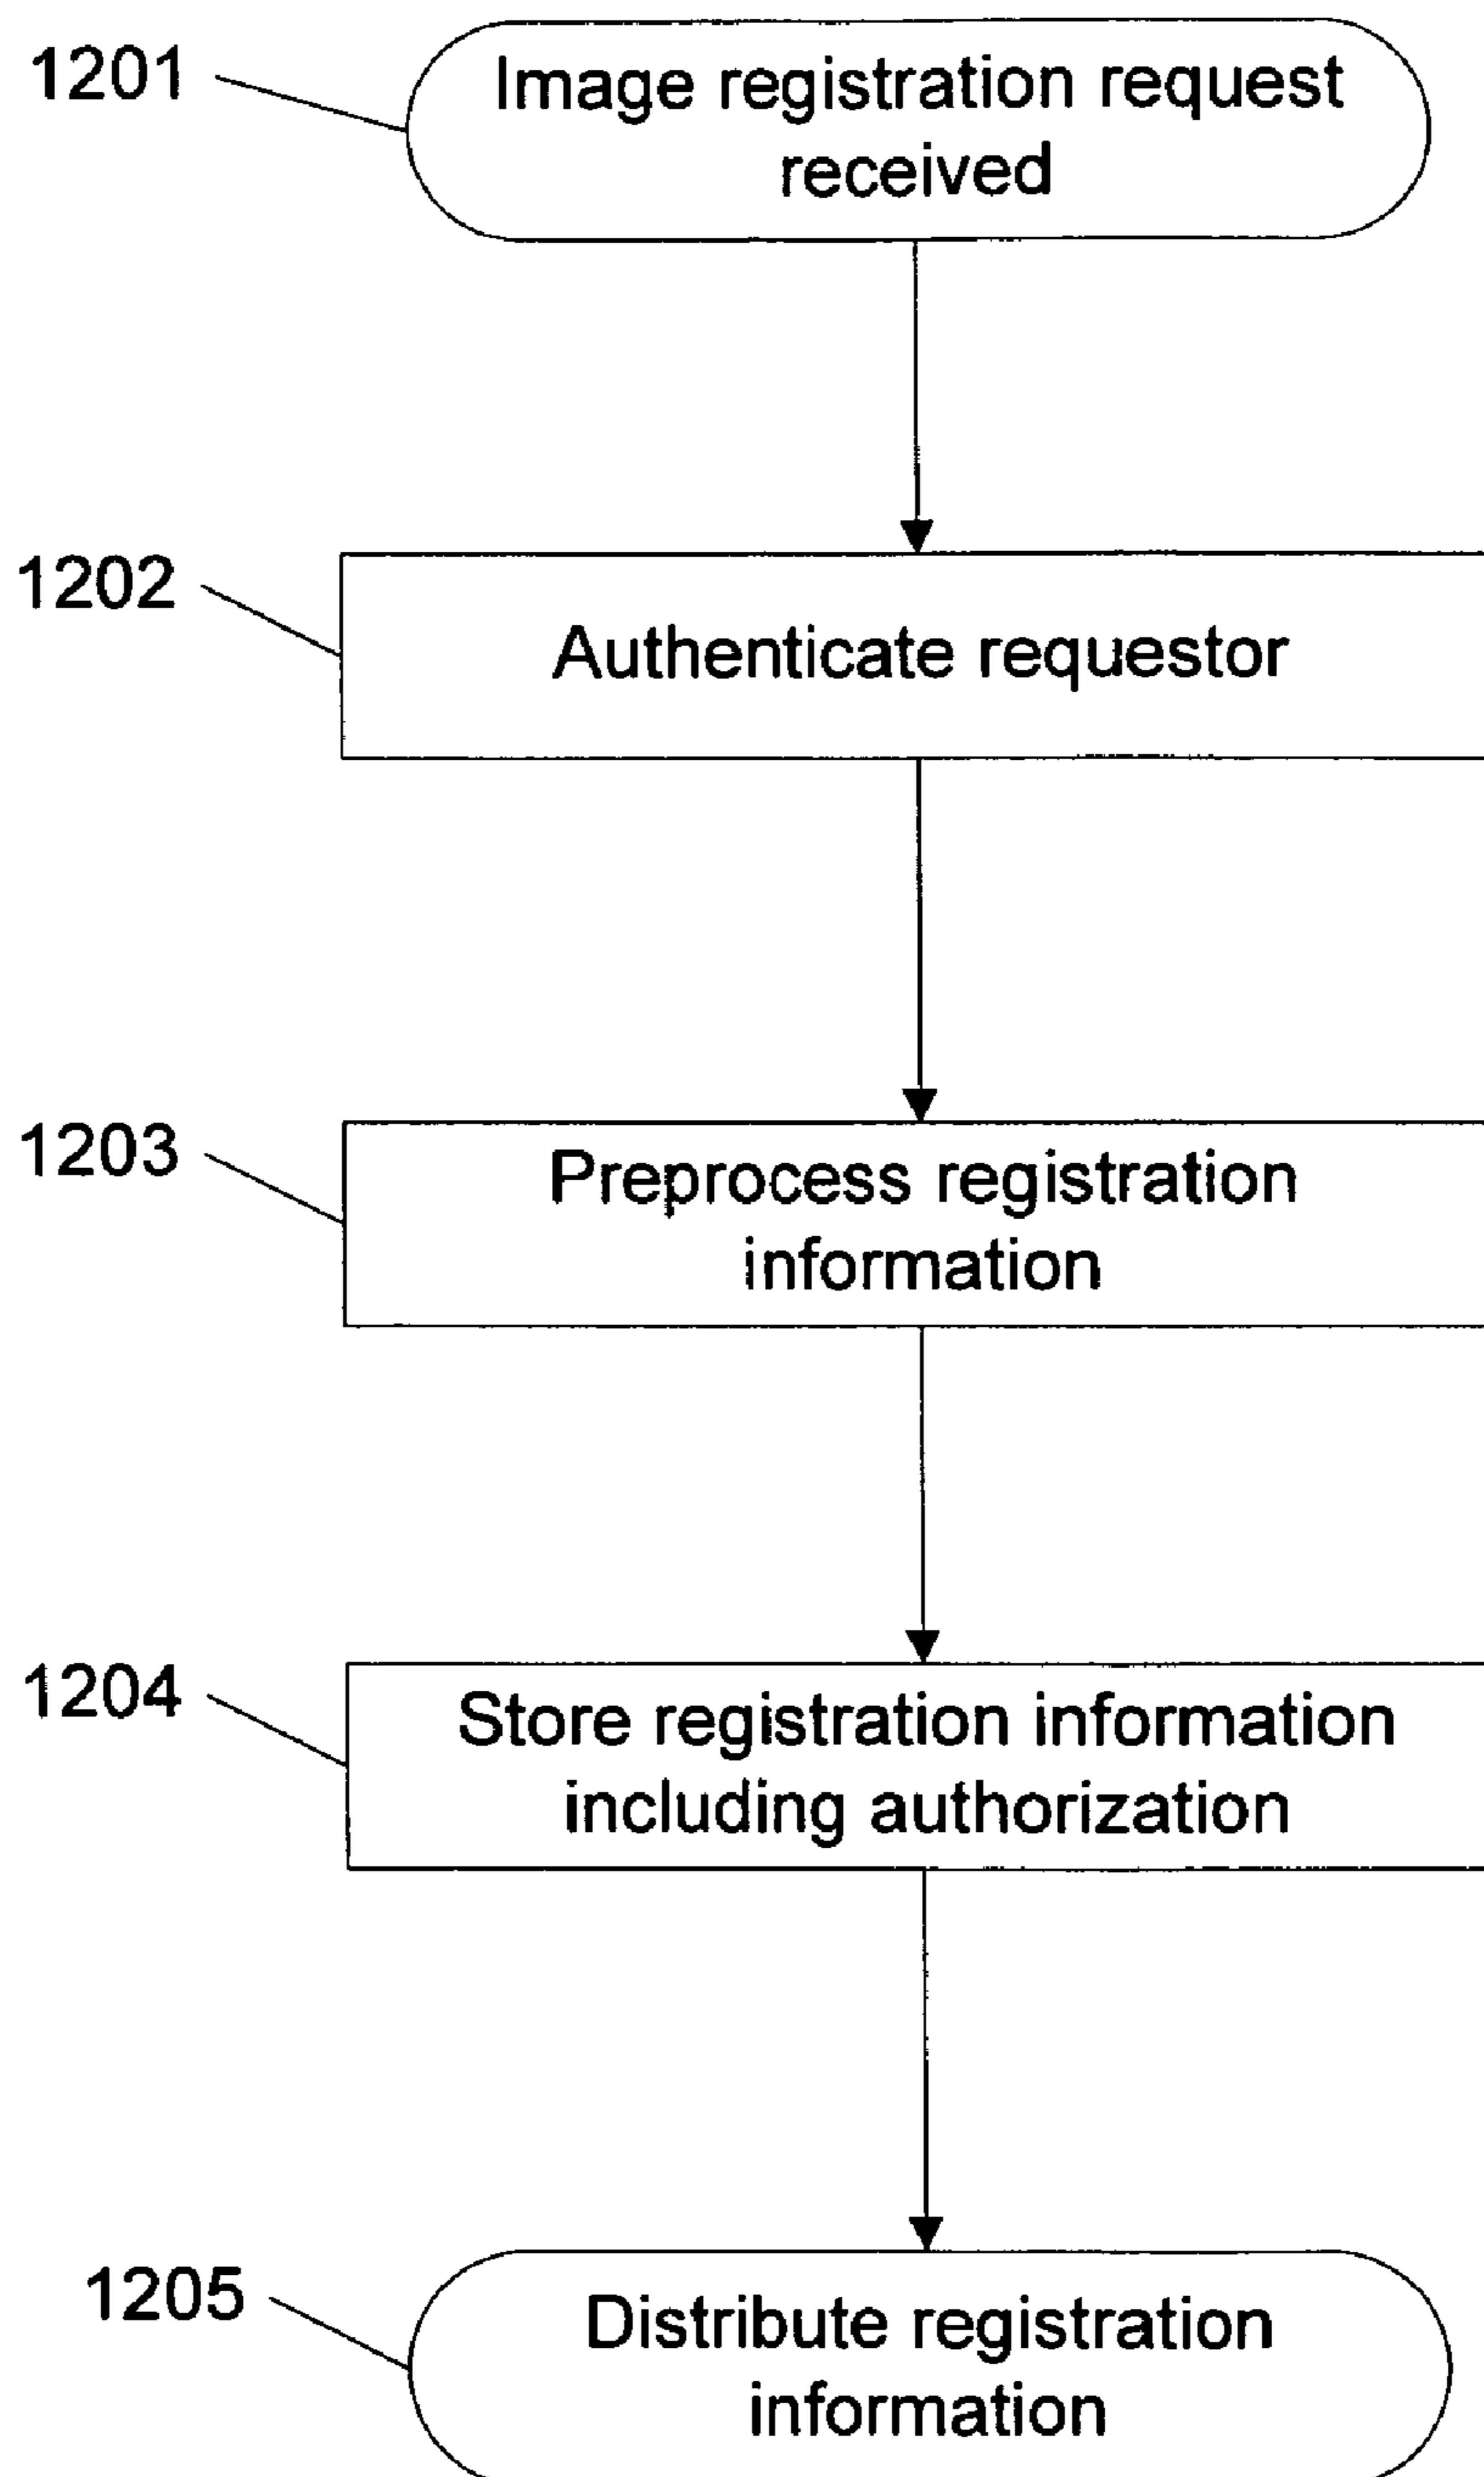 1201
Image registration request
received
1202
Authenticate requestor
1203
Preprocess registration
information
1204
Store registration information
including authorization
1205
Distribute registration
information